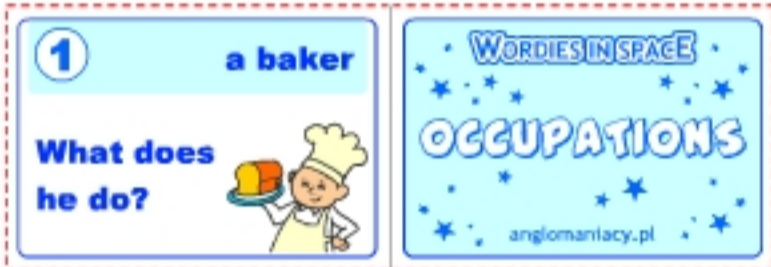 1
a baker
What does
he do?
WORDIES IN SPACE
OCCUPATIONS
anglomaniacy.pl